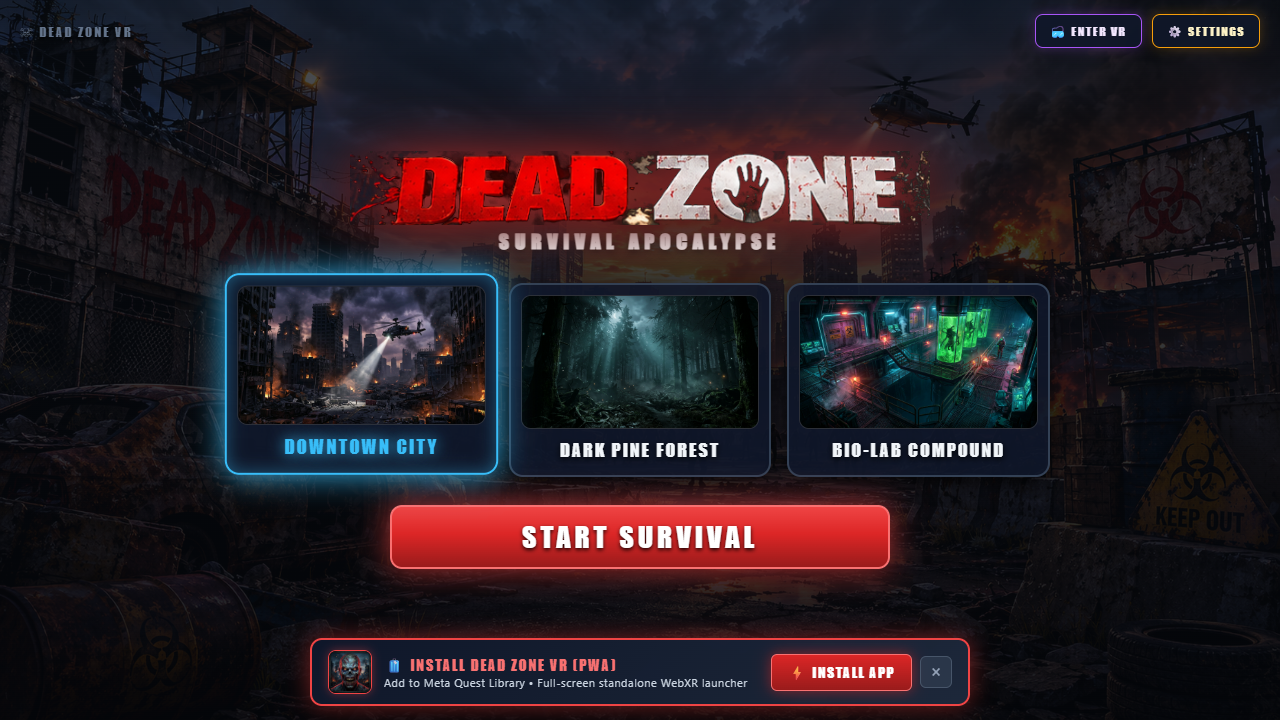 DEAD ZONE VR
ENTER VR
SETTINGS
DEAD ZONE
DEAD ZONE
SURVIVAL APOCALYPSE
DOWNTOWN CITY
DARK PINE FOREST
BIO-LAB COMPOUND
KEEP OUT
START SURVIVAL
INSTALL DEAD ZONE VR (PWA)
Add to Meta Quest Library • Full-screen standalone WebXR launcher
INSTALL APP
×